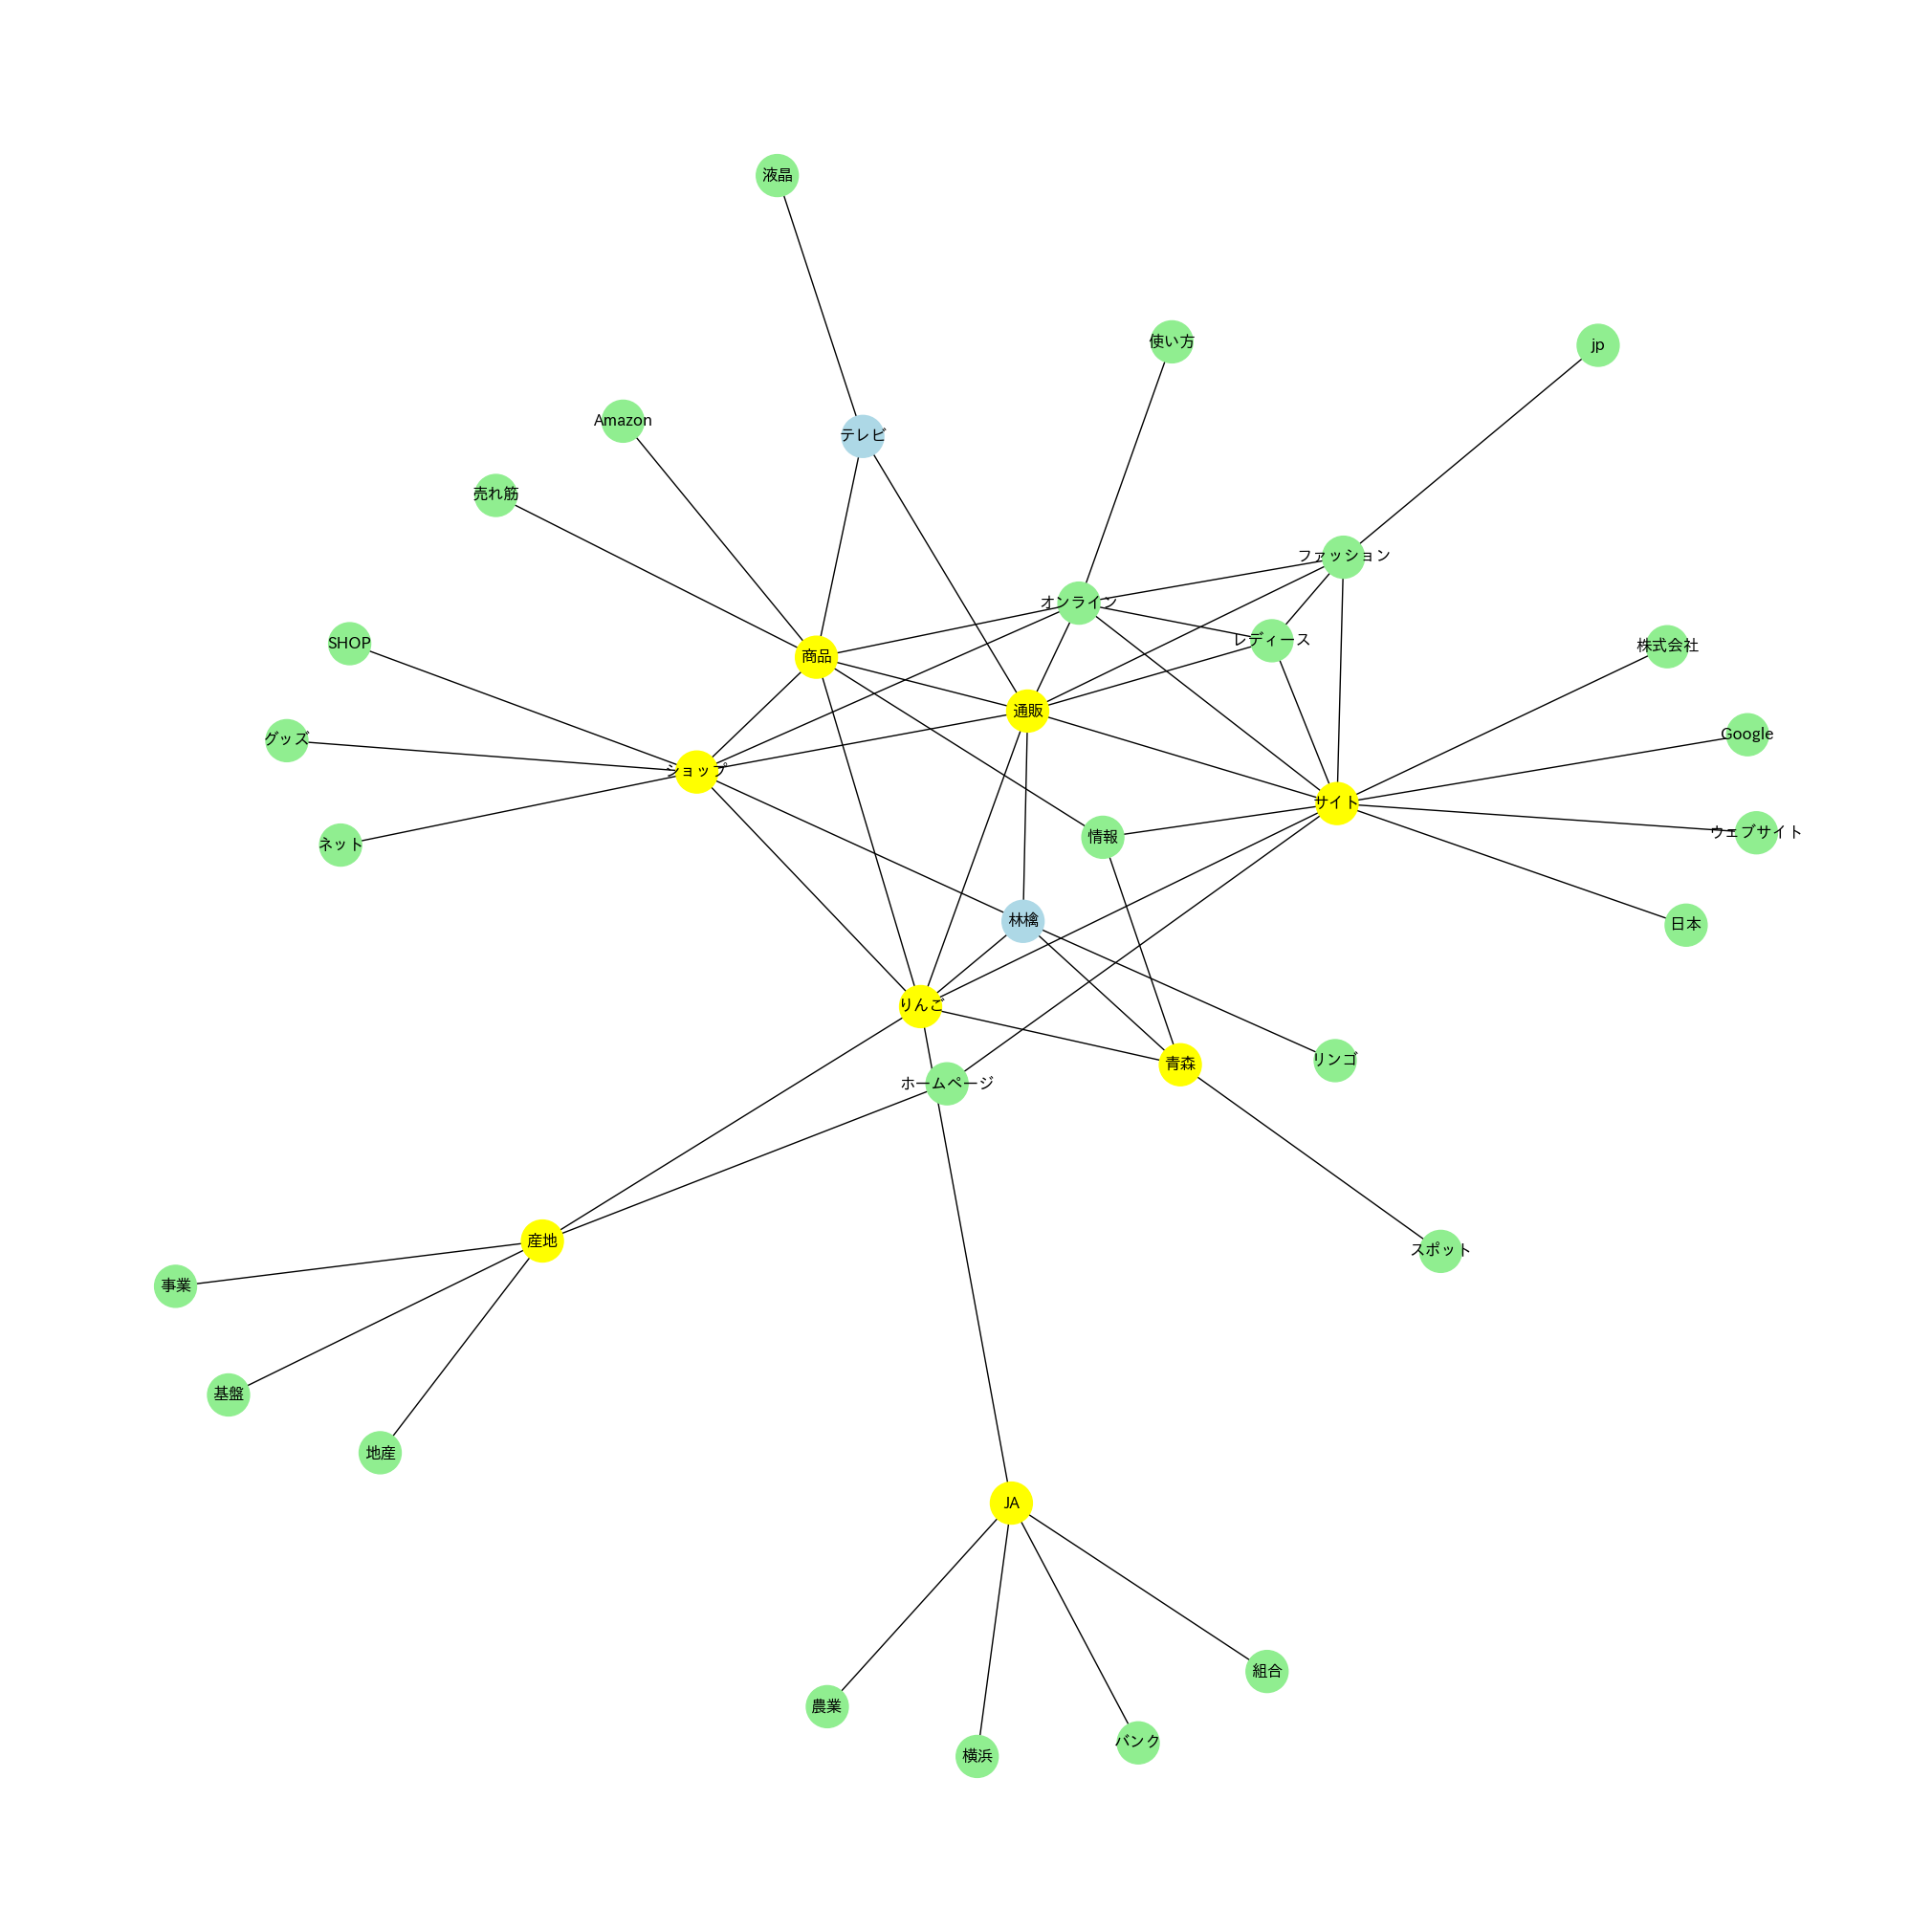 液晶
使い方
jp
Amazon
テレビ
売れ筋
ファッション
オンライン
SHOP
レディース
株式会社
商品
通販
グッズ
Google
ショップ
サイト
ウェブサイト
ネット
情報
林檎
日本
りんご
リンゴ
青森
ホームページ
産地
スポット
事業
基盤
地産
JA
組合
農業
バンク
横浜